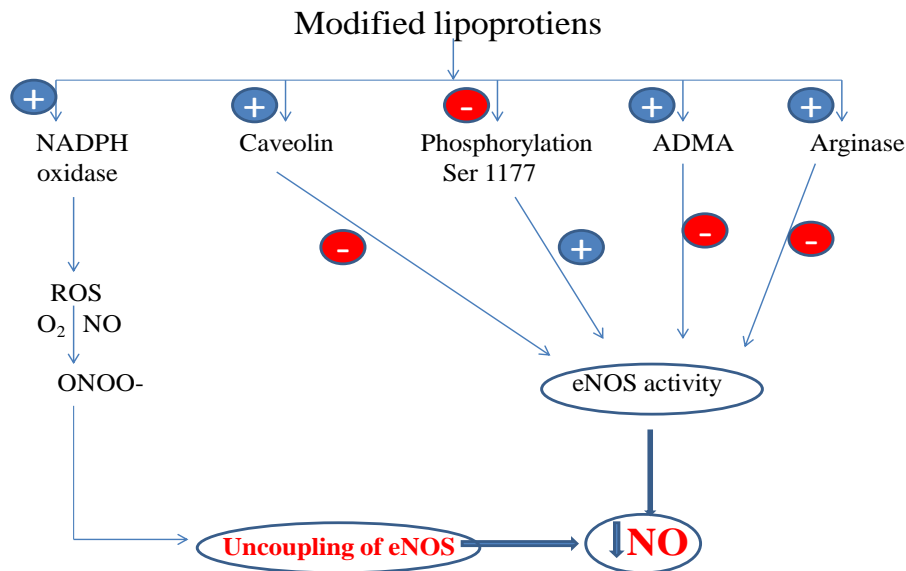 Modified lipoprotiens
+ + - + +
NADPH
oxidase
Caveolin
Phosphorylation
Ser 1177
ADMA
Arginase
- + - -
ROS
O₂ NO
ONOO-
eNOS activity
Uncoupling of eNOS
NO